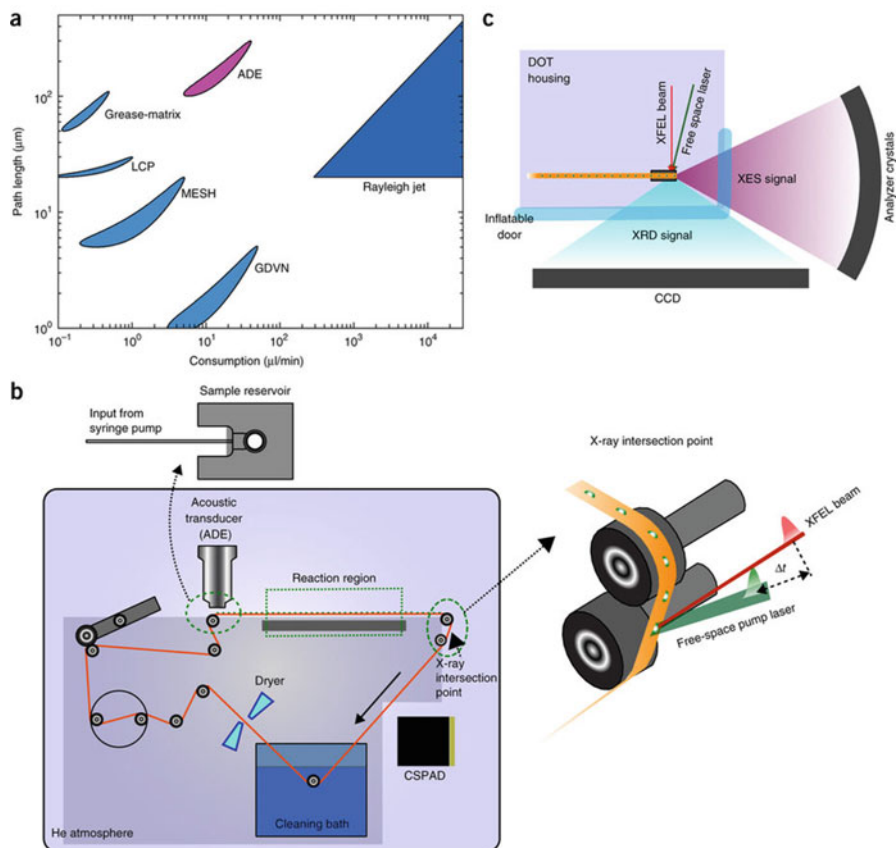 a
Path length (μm)
10²
10¹
10⁰
ADE
Grease-matrix
LCP
MESH
GDVN
Rayleigh jet
10⁻¹
10⁰
10¹
10²
10³
10⁴
Consumption (μl/min)
c
DOT
housing
XFEL beam
Free space laser
XES signal
Analyzer crystals
Inflatable
door
XRD signal
CCD
b
Sample reservoir
Input from
syringe pump
Acoustic
transducer
(ADE)
Reaction region
X-ray
intersection
point
Dryer
CSPAD
Cleaning bath
He atmosphere
X-ray intersection point
XFEL beam
Δt
Free-space pump laser